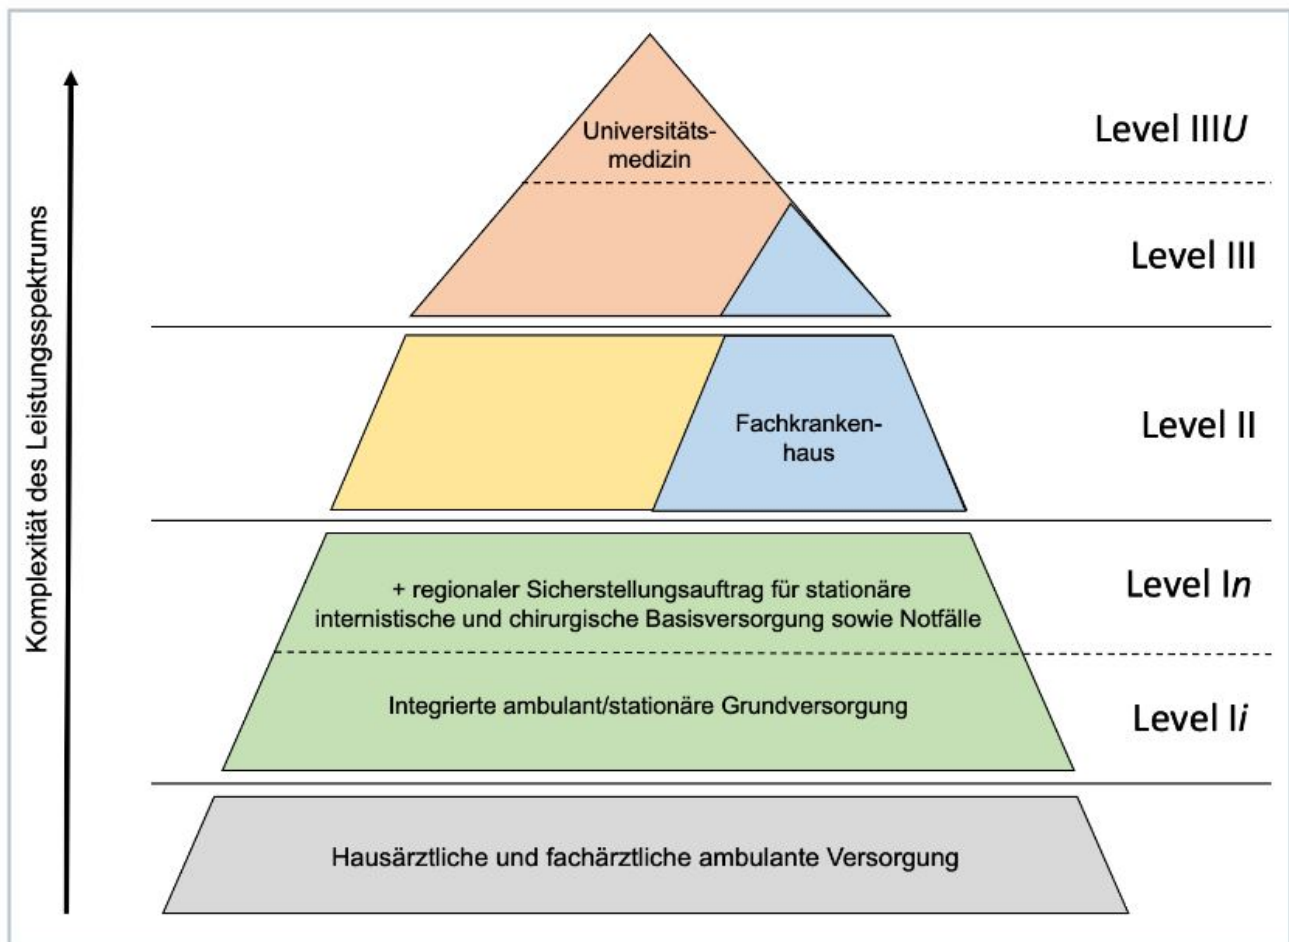 Komplexität des Leistungsspektrums
Universitäts-
medizin
Level IIIU
Level III
Fachkranken-
haus
Level II
+ regionaler Sicherstellungsauftrag für stationäre
internistische und chirurgische Basisversorgung sowie Notfälle
Level In
Integrierte ambulant/stationäre Grundversorgung
Level Ii
Hausärztliche und fachärztliche ambulante Versorgung